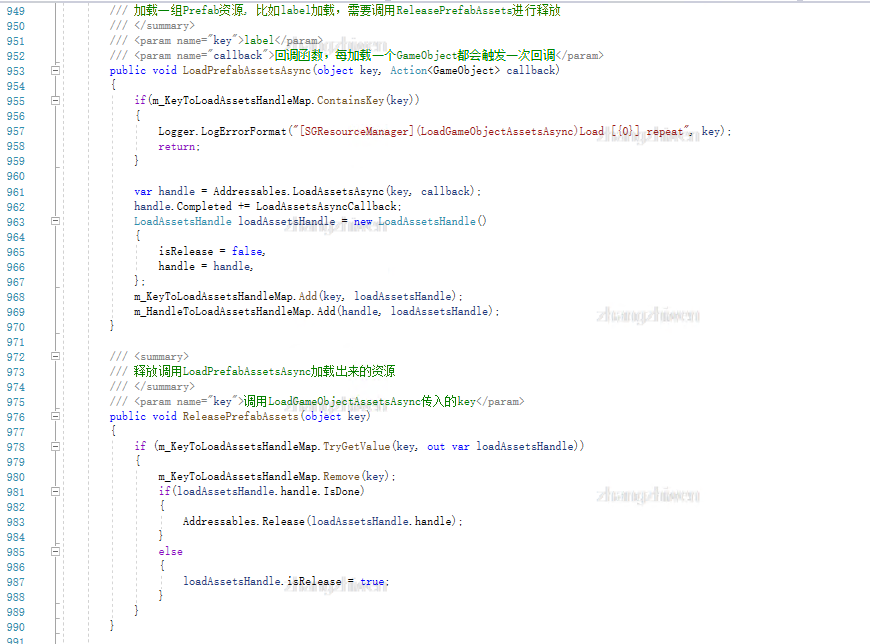 949 /// 加载一组Prefab资源, 比如label加载，需要调用ReleasePrefabAssets进行释放
950 /// </summary>
951 /// <param name="key">label</param>
952 /// <param name="callback">回调函数，每加载一个GameObject都会触发一次回调</param>
953 public void LoadPrefabAssetsAsync(object key, Action<GameObject> callback)
954 {
955 if(m_KeyToLoadAssetsHandleMap.ContainsKey(key))
956 {
957 Logger.LogErrorFormat("[SGResourceManager](LoadGameObjectAssetsAsync)Load [{0}] repeat", key);
958 return;
959 }
960
961 var handle = Addressables.LoadAssetsAsync(key, callback);
962 handle.Completed += LoadAssetsAsyncCallback;
963 LoadAssetsHandle loadAssetsHandle = new LoadAssetsHandle()
964 {
965 isRelease = false,
966 handle = handle,
967 };
968 m_KeyToLoadAssetsHandleMap.Add(key, loadAssetsHandle);
969 m_HandleToLoadAssetsHandleMap.Add(handle, loadAssetsHandle);
970 }
971
972 /// <summary>
973 /// 释放调用LoadPrefabAssetsAsync加载出来的资源
974 /// </summary>
975 /// <param name="key">调用LoadGameObjectAssetsAsync传入的key</param>
976 public void ReleasePrefabAssets(object key)
977 {
978 if (m_KeyToLoadAssetsHandleMap.TryGetValue(key, out var loadAssetsHandle))
979 {
980 m_KeyToLoadAssetsHandleMap.Remove(key);
981 if(loadAssetsHandle.handle.IsDone)
982 {
983 Addressables.Release(loadAssetsHandle.handle);
984 }
985 else
986 {
987 loadAssetsHandle.isRelease = true;
988 }
989 }
990 }
991
zhangzhiwen
zhangzhiwen
zhangzhiwen
zhangzhiwen
zhangzhiwen
zhangzhiwen
zhangzhiwen